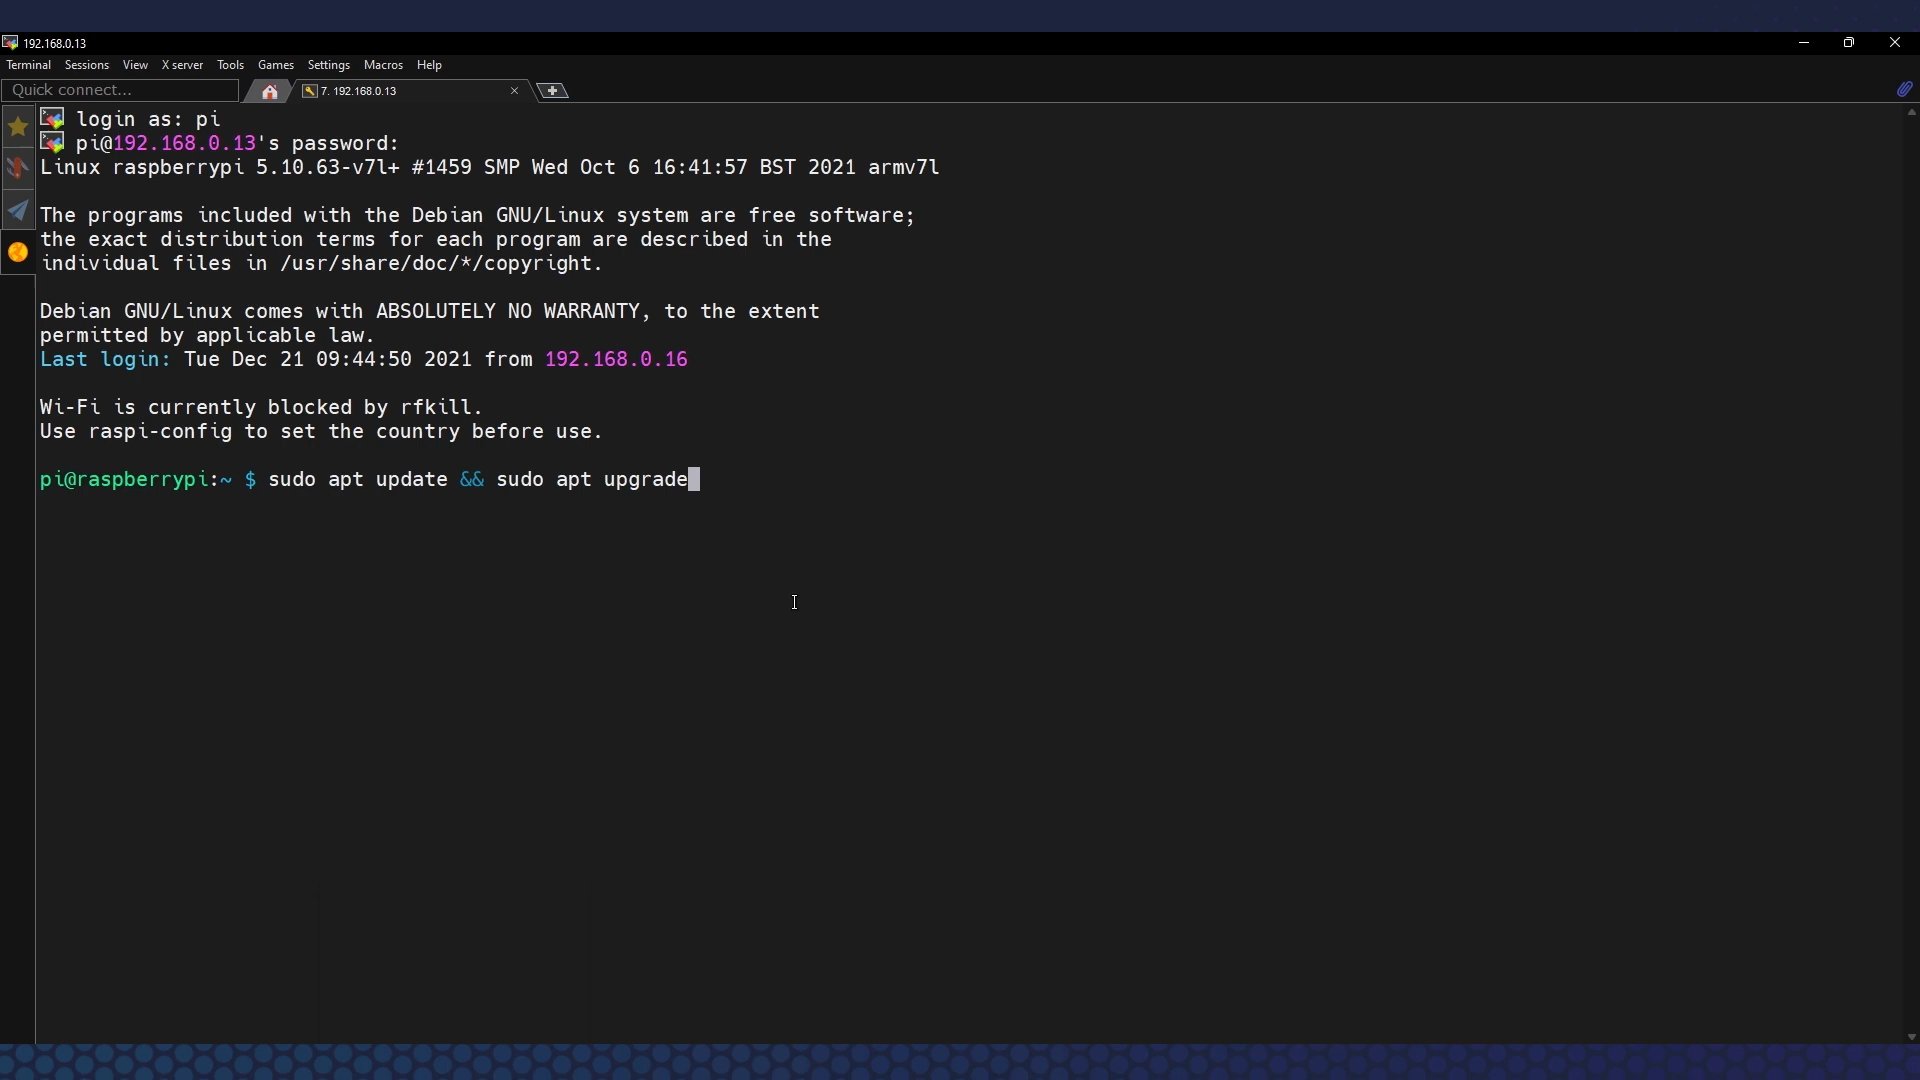 192.168.0.13
Terminal Sessions View X server Tools Games Settings Macros Help
Quick connect... 7. 192.168.0.13
login as: pi
pi@192.168.0.13's password:
Linux raspberrypi 5.10.63-v7l+ #1459 SMP Wed Oct 6 16:41:57 BST 2021 armv7l
The programs included with the Debian GNU/Linux system are free software;
the exact distribution terms for each program are described in the
individual files in /usr/share/doc/*/copyright.
Debian GNU/Linux comes with ABSOLUTELY NO WARRANTY, to the extent
permitted by applicable law.
Last login: Tue Dec 21 09:44:50 2021 from 192.168.0.16
Wi-Fi is currently blocked by rfkill.
Use raspi-config to set the country before use.
pi@raspberrypi:~ $ sudo apt update && sudo apt upgrade